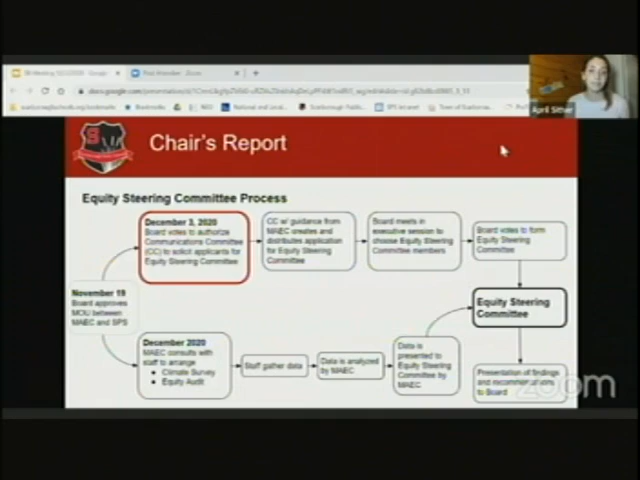 April Sither
S
Chair's Report
Equity Steering Committee Process
December 3, 2020
Board votes to authorize
Communications Committee
(CC) to solicit applicants for
Equity Steering Committee
CC w/ guidance from
MAEC creates and
distributes application
for Equity Steering
Committee
Board meets in
executive session to
choose Equity Steering
Committee members
Board votes to form
Equity Steering
Committee
November 19
Board approves
MOU between
MAEC and SPS
Equity Steering
Committee
December 2020
MAEC consults with
staff to arrange
• Climate Survey
• Equity Audit
Staff gather data
Data is analyzed
by MAEC
Data is
presented to
Equity Steering
Committee by
MAEC
Presentation of findings
and recommendations
to Board
zoom